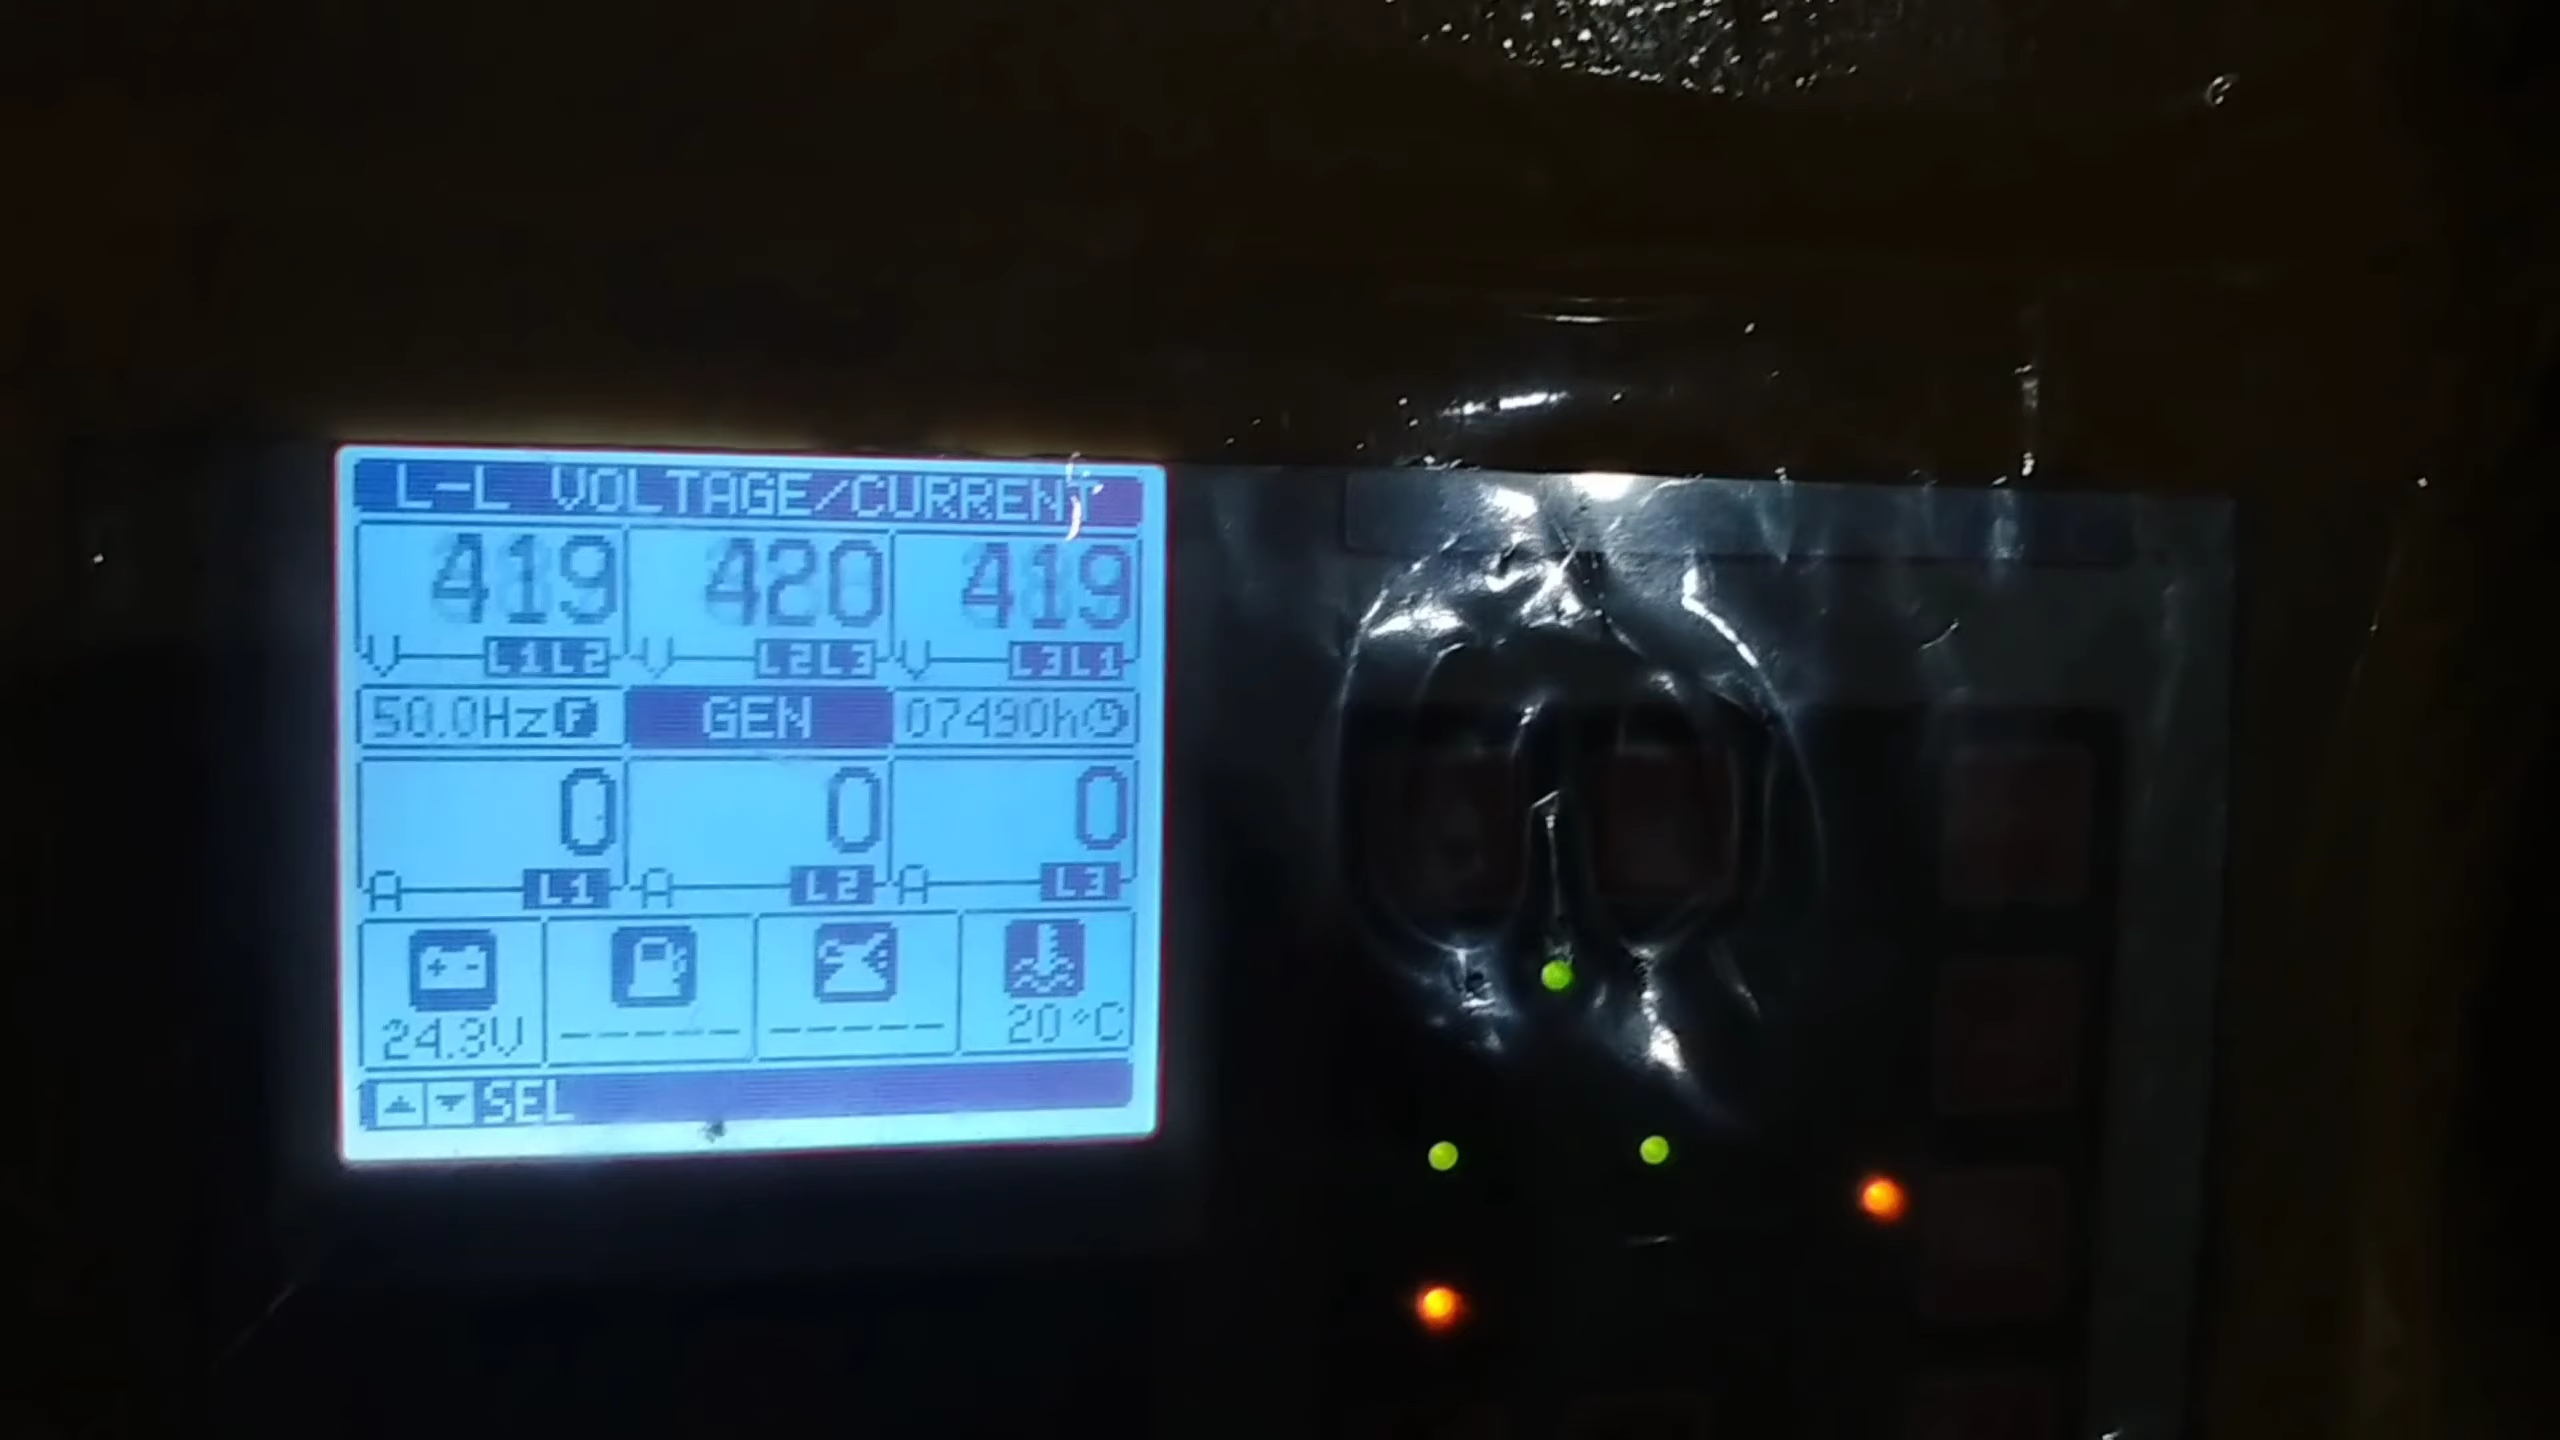 L-L VOLTAGE/CURRENT
419 420 419
V L1L2 V L2L3 V L3L1
50.0Hz F GEN 07490h
0 0 0
A L1 A L2 A L3
24.3V ----- ----- 20°C
SEL